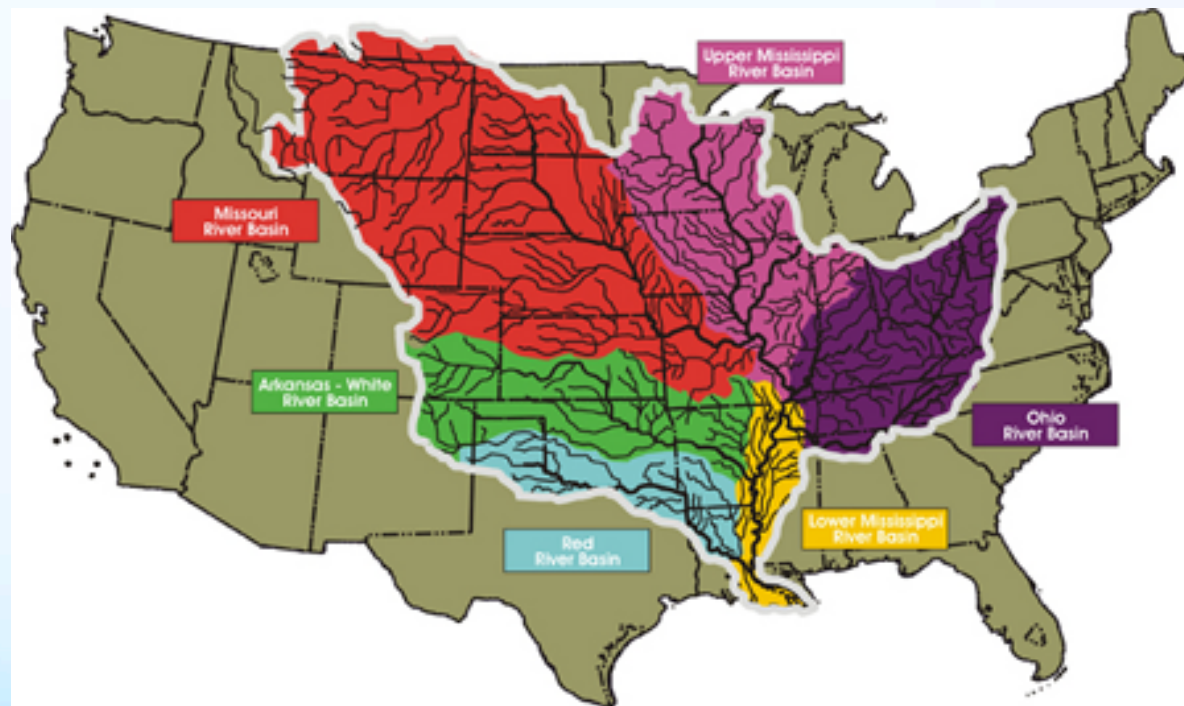 Upper Mississippi
River Basin
Missouri
River Basin
Arkansas - White
River Basin
Ohio
River Basin
Lower Mississippi
River Basin
Red
River Basin